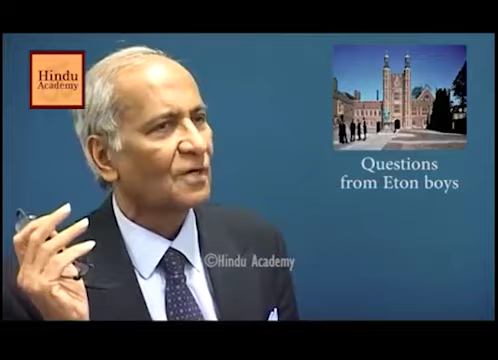 Hindu
Academy
Questions
from Eton boys
©Hindu Academy